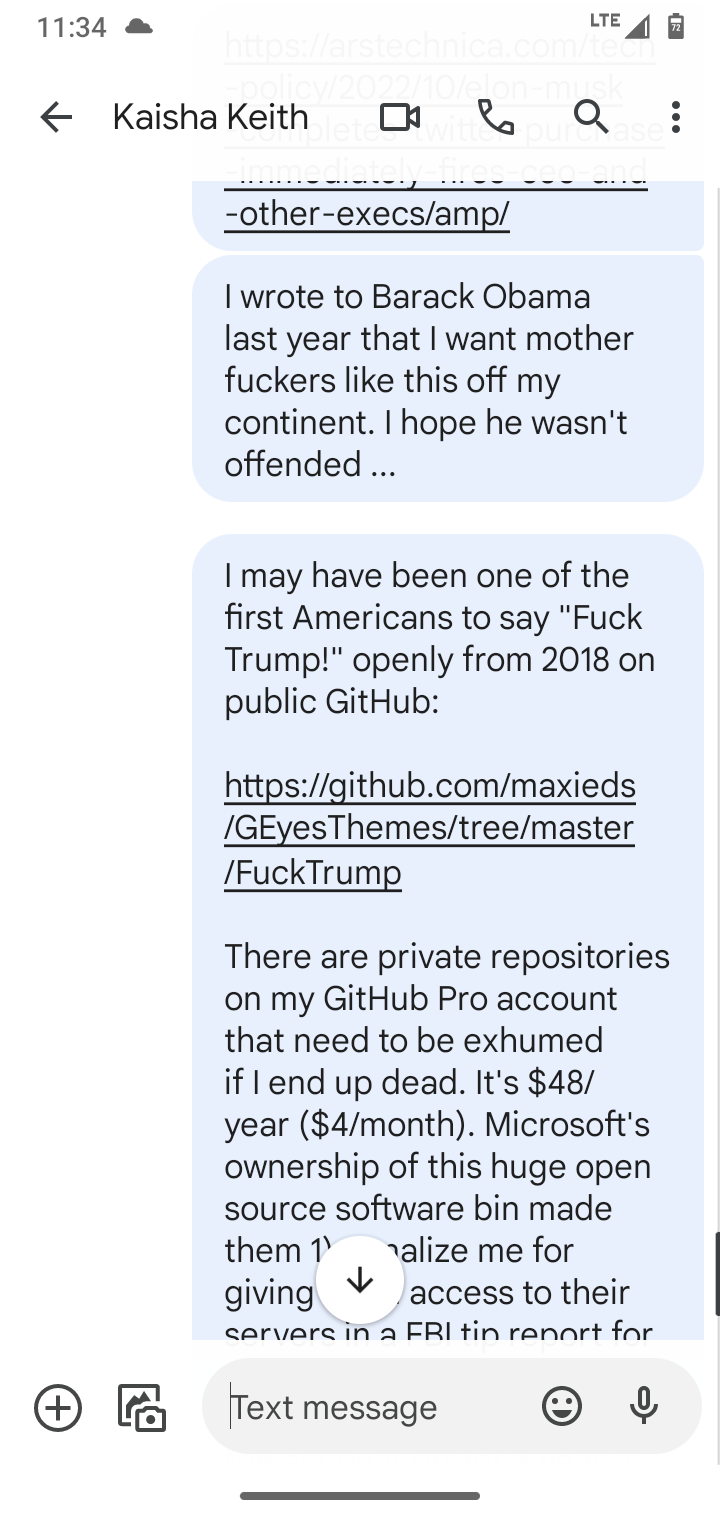 11:34
LTE
72
https://arstechnica.com/tech
-policy/2022/10/elon-musk
Kaisha Keith
-completes-twitter-purchase
-immediately-fires-ceo-and
-other-execs/amp/
I wrote to Barack Obama
last year that I want mother
fuckers like this off my
continent. I hope he wasn't
offended ...
I may have been one of the
first Americans to say "Fuck
Trump!" openly from 2018 on
public GitHub:
https://github.com/maxieds
/GEyesThemes/tree/master
/FuckTrump
There are private repositories
on my GitHub Pro account
that need to be exhumed
if I end up dead. It's $48/
year ($4/month). Microsoft's
ownership of this huge open
source software bin made
them 1) me for
giving access to their
servers in a FBI tip report for
Text message